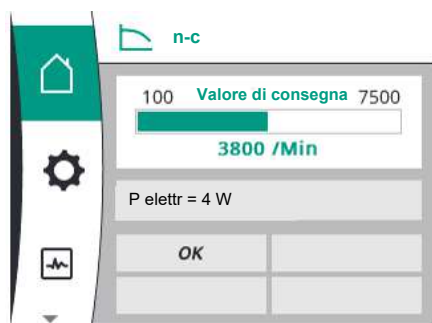 n-c
100 Valore di consegna 7500
3800 /Min
P elettr = 4 W
OK